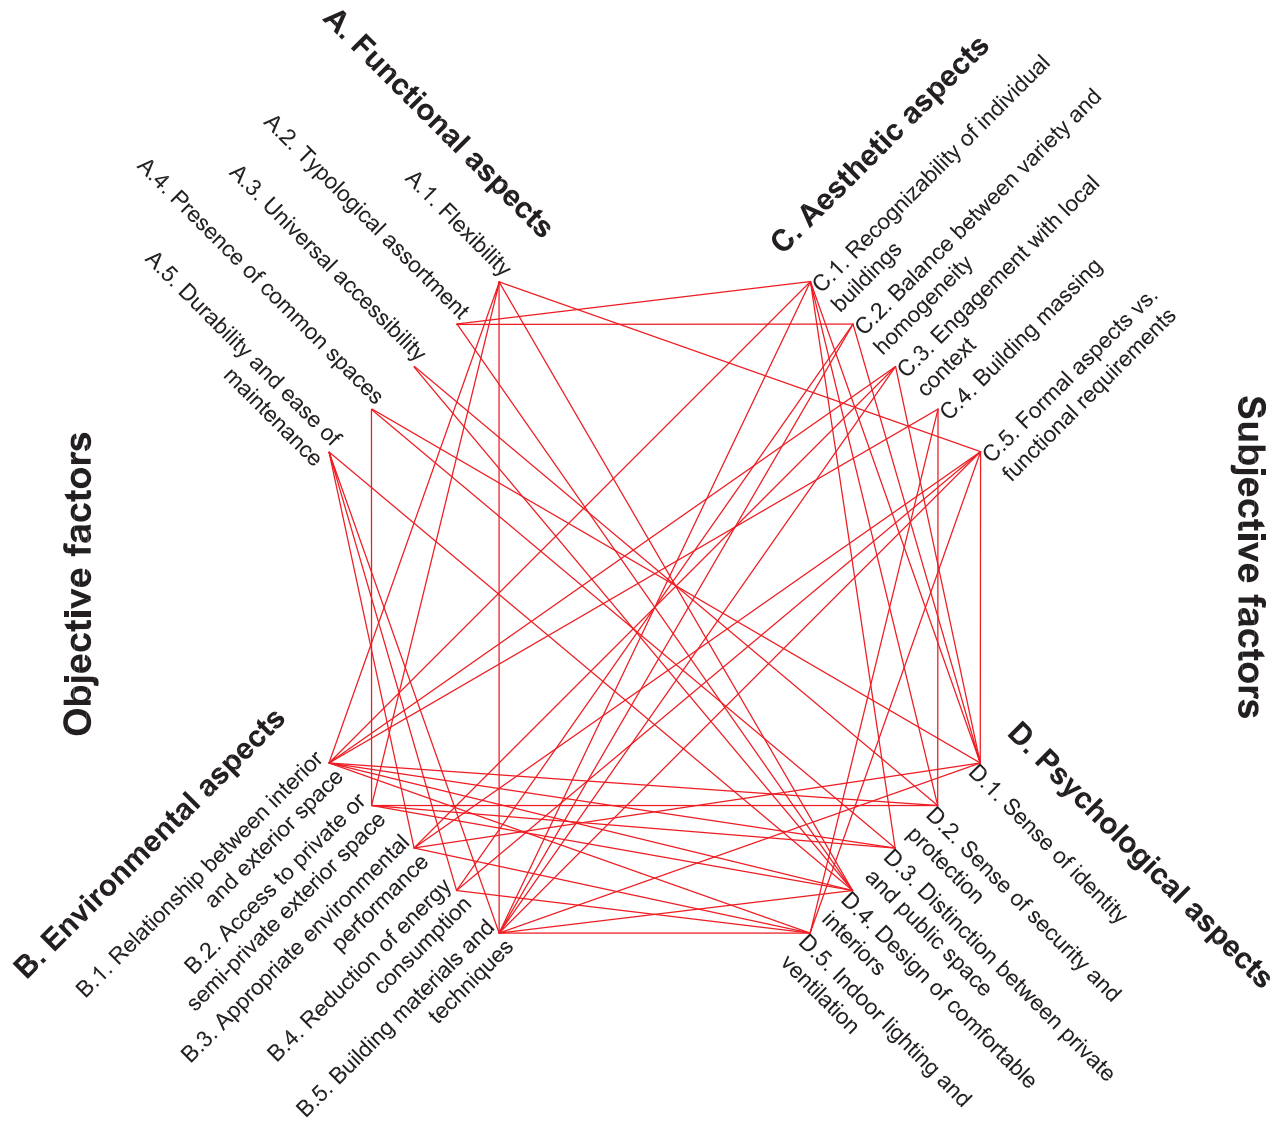 A. Functional aspects
A.1. Flexibility
A.2. Typological assortment
A.3. Universal accessibility
A.4. Presence of common spaces
A.5. Durability and ease of
maintenance
C. Aesthetic aspects
C.1. Recognizability of individual
buildings
C.2. Balance between variety and
homogeneity
C.3. Engagement with local
context
C.4. Building massing
C.5. Formal aspects vs.
functional requirements
Objective factors
Subjective factors
B. Environmental aspects
B.1. Relationship between interior
and exterior space
B.2. Access to private or
semi-private exterior space
B.3. Appropriate environmental
performance
B.4. Reduction of energy
consumption
B.5. Building materials and
techniques
D. Psychological aspects
D.1. Sense of identity
D.2. Sense of security and
protection
D.3. Distinction between private
and public space
D.4. Design of comfortable
interiors
D.5. Indoor lighting and
ventilation